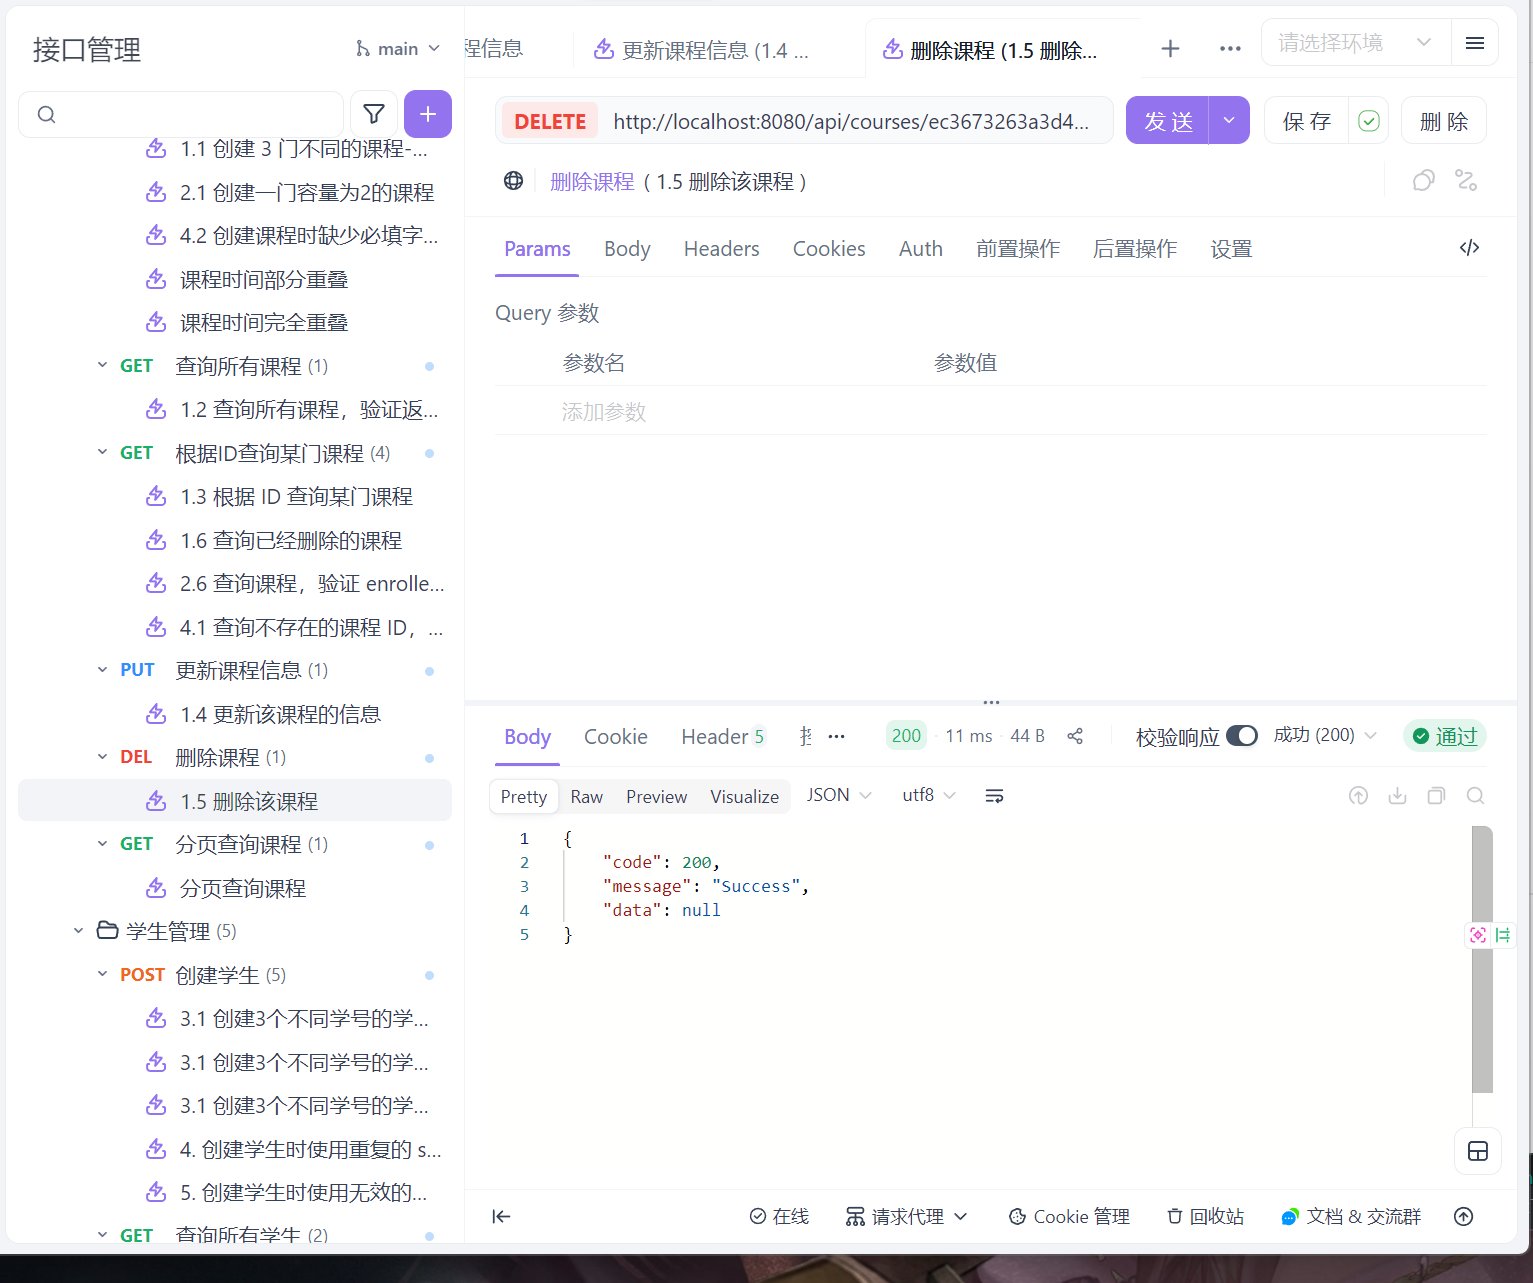 接口管理
main
1.1 创建 3 门不同的课程-...
2.1 创建一门容量为2的课程
4.2 创建课程时缺少必填字...
课程时间部分重叠
课程时间完全重叠
GET 查询所有课程 (1)
1.2 查询所有课程，验证返...
GET 根据ID查询某门课程 (4)
1.3 根据 ID 查询某门课程
1.6 查询已经删除的课程
2.6 查询课程，验证 enrolle...
4.1 查询不存在的课程 ID，...
PUT 更新课程信息 (1)
1.4 更新该课程的信息
DEL 删除课程 (1)
1.5 删除该课程
GET 分页查询课程 (1)
分页查询课程
学生管理 (5)
POST 创建学生 (5)
3.1 创建3个不同学号的学...
3.1 创建3个不同学号的学...
3.1 创建3个不同学号的学...
4. 创建学生时使用重复的 s...
5. 创建学生时使用无效的...
GET 查询所有学生 (2)
程信息
更新课程信息 (1.4 ...
删除课程 (1.5 删除...
请选择环境
DELETE http://localhost:8080/api/courses/ec3673263a3d4...
发 送
保 存
删 除
删除课程 ( 1.5 删除该课程 )
Params Body Headers Cookies Auth 前置操作 后置操作 设置
Query 参数
参数名 参数值
添加参数
Body Cookie Header 5
200 11 ms 44 B
校验响应 成功 (200) 通过
Pretty Raw Preview Visualize JSON utf8
1 {
2 "code": 200,
3 "message": "Success",
4 "data": null
5 }
在线 请求代理 Cookie 管理 回收站 文档 & 交流群